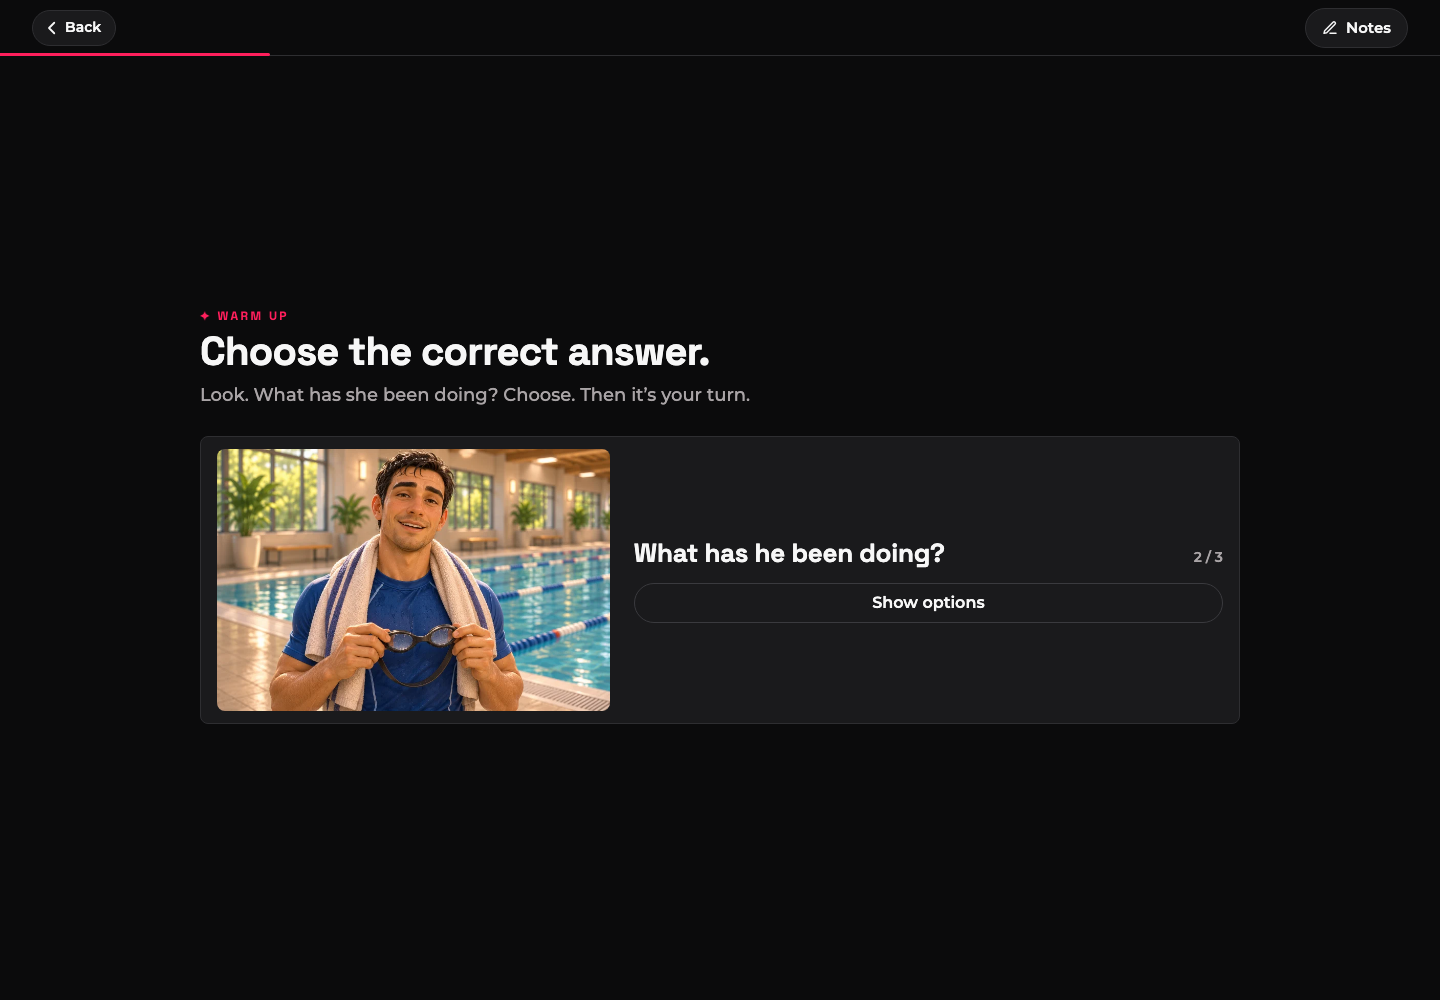 Back
Notes
WARM UP
Choose the correct answer.
Look. What has she been doing? Choose. Then it’s your turn.
What has he been doing?
2 / 3
Show options